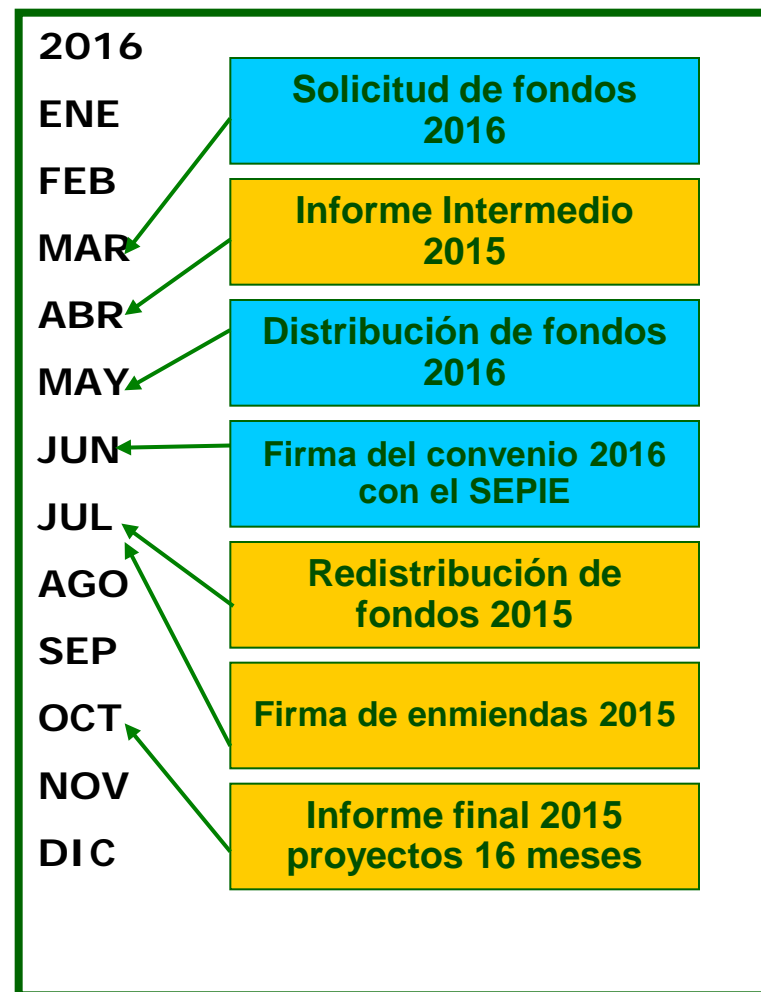 2016
ENE
FEB
MAR
ABR
MAY
JUN
JUL
AGO
SEP
OCT
NOV
DIC
Solicitud de fondos
2016
Informe Intermedio
2015
Distribución de fondos
2016
Firma del convenio 2016
con el SEPIE
Redistribución de
fondos 2015
Firma de enmiendas 2015
Informe final 2015
proyectos 16 meses